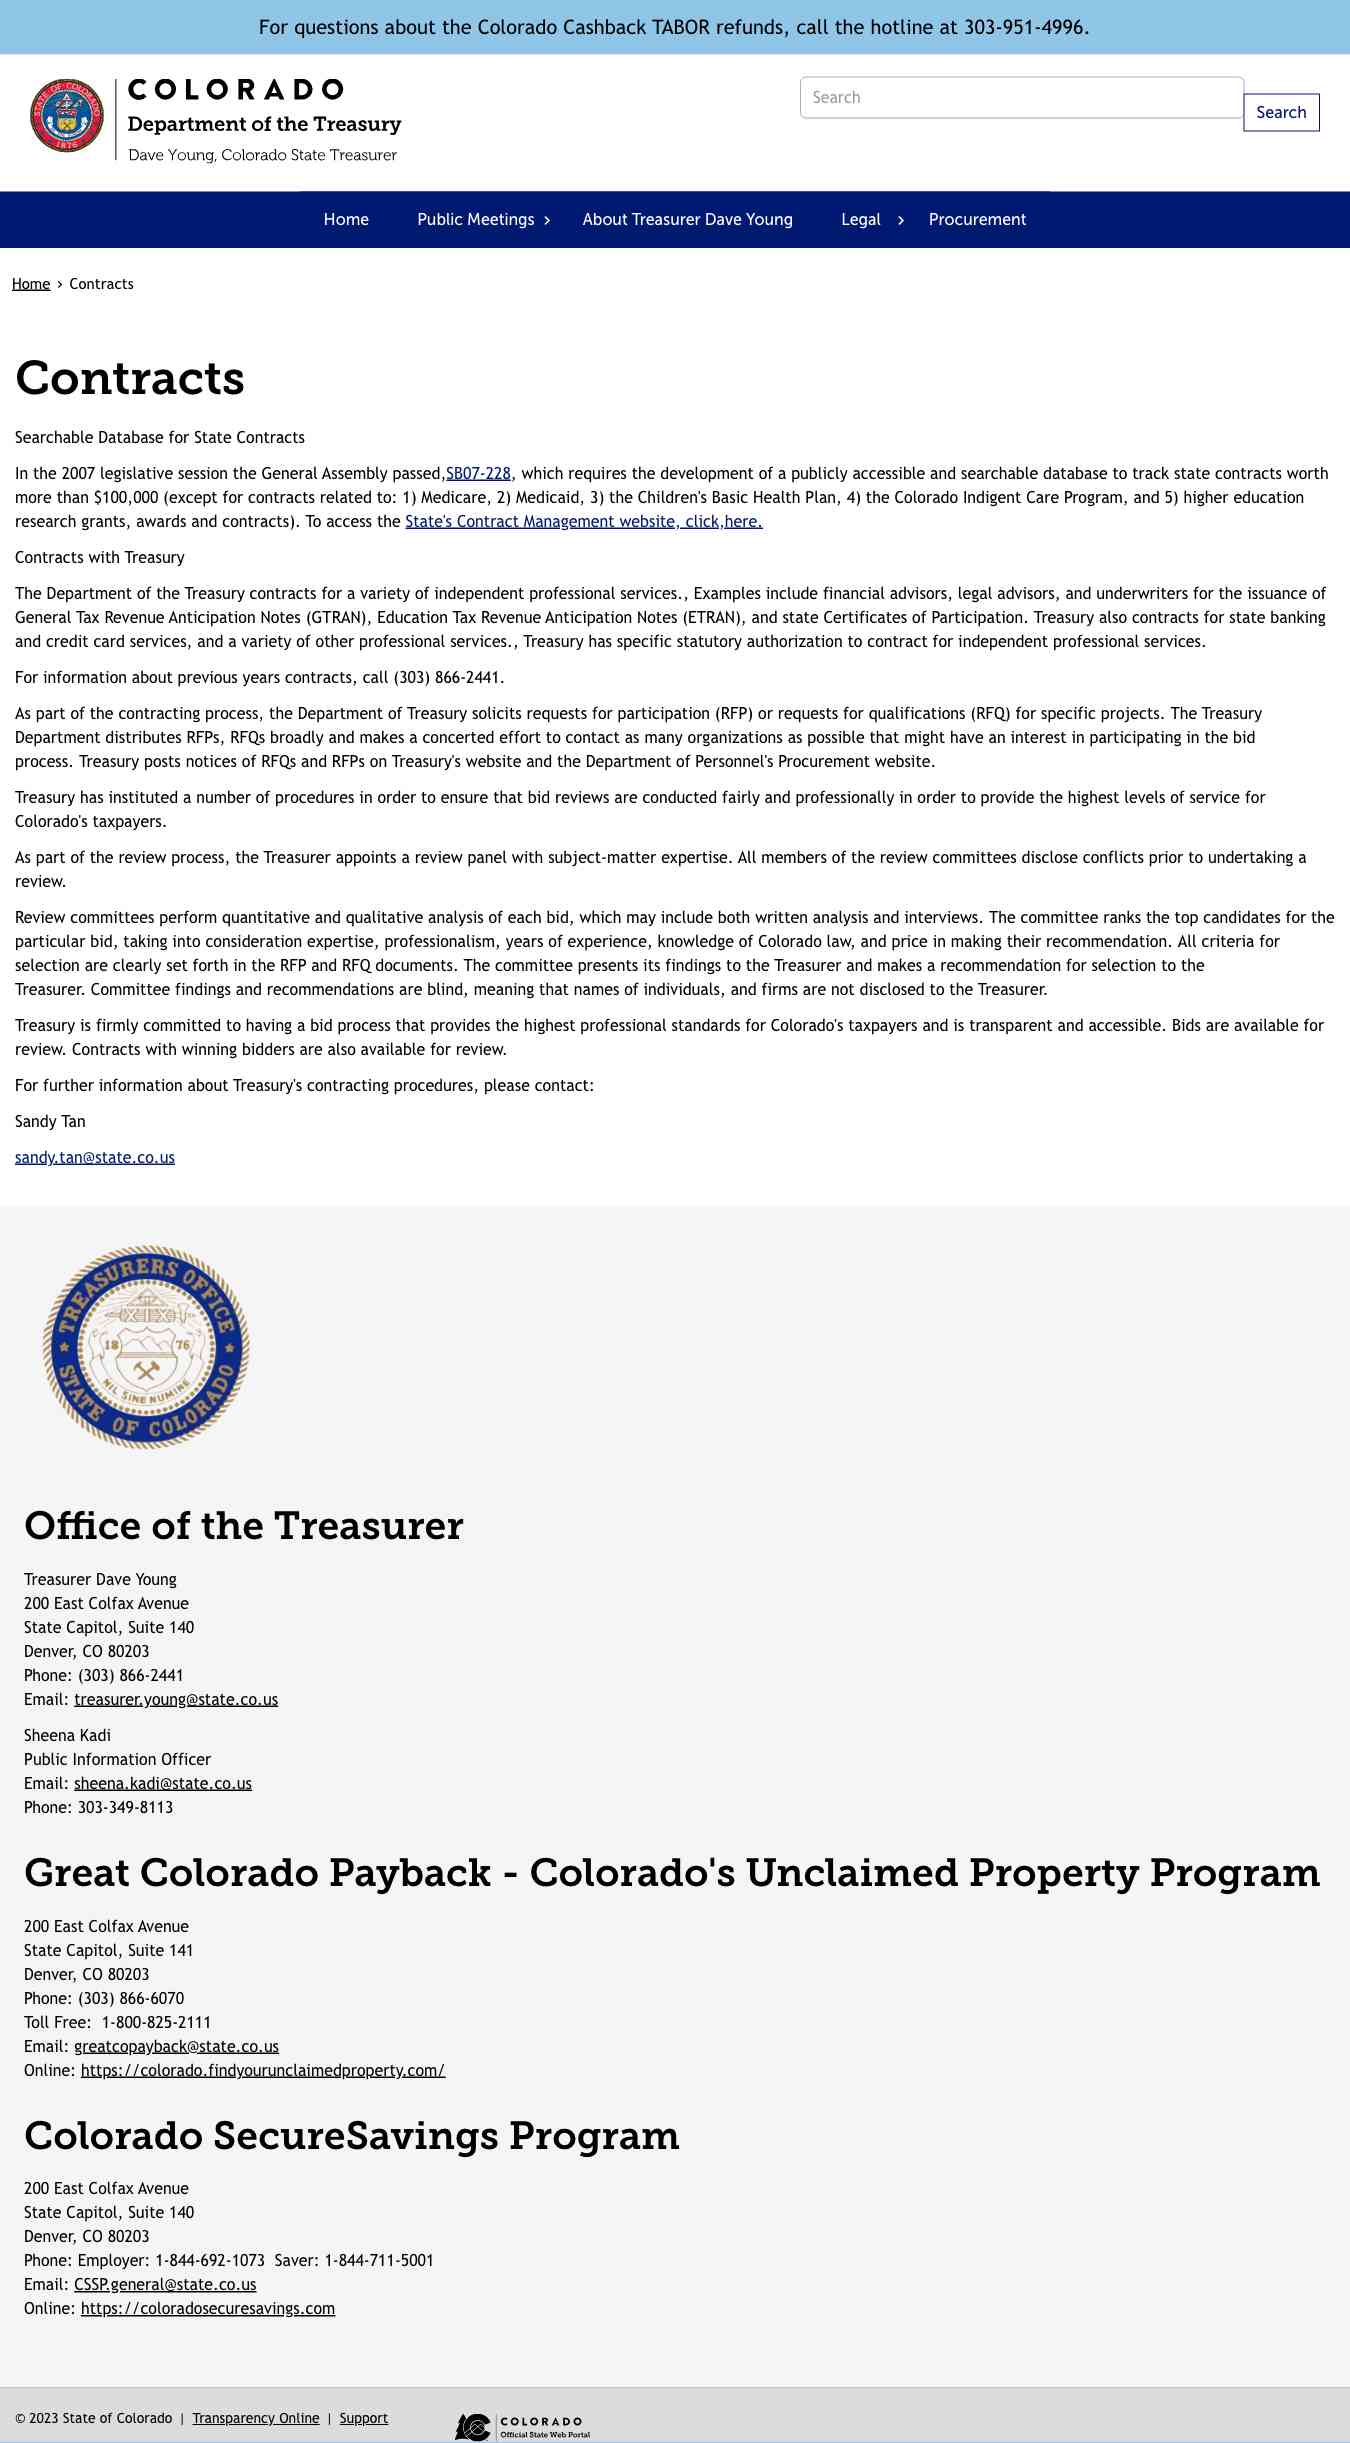 For questions about the Colorado Cashback TABOR refunds, call the hotline at 303-951-4996.
STATE OF COLORADO
1876
COLORADO
Department of the Treasury
Dave Young, Colorado State Treasurer
Search
Search
Home Public Meetings › About Treasurer Dave Young Legal › Procurement
Home › Contracts
Contracts
Searchable Database for State Contracts
In the 2007 legislative session the General Assembly passed,SB07-228, which requires the development of a publicly accessible and searchable database to track state contracts worth
more than $100,000 (except for contracts related to: 1) Medicare, 2) Medicaid, 3) the Children's Basic Health Plan, 4) the Colorado Indigent Care Program, and 5) higher education
research grants, awards and contracts). To access the State's Contract Management website, click,here.
Contracts with Treasury
The Department of the Treasury contracts for a variety of independent professional services., Examples include financial advisors, legal advisors, and underwriters for the issuance of
General Tax Revenue Anticipation Notes (GTRAN), Education Tax Revenue Anticipation Notes (ETRAN), and state Certificates of Participation. Treasury also contracts for state banking
and credit card services, and a variety of other professional services., Treasury has specific statutory authorization to contract for independent professional services.
For information about previous years contracts, call (303) 866-2441.
As part of the contracting process, the Department of Treasury solicits requests for participation (RFP) or requests for qualifications (RFQ) for specific projects. The Treasury
Department distributes RFPs, RFQs broadly and makes a concerted effort to contact as many organizations as possible that might have an interest in participating in the bid
process. Treasury posts notices of RFQs and RFPs on Treasury's website and the Department of Personnel's Procurement website.
Treasury has instituted a number of procedures in order to ensure that bid reviews are conducted fairly and professionally in order to provide the highest levels of service for
Colorado's taxpayers.
As part of the review process, the Treasurer appoints a review panel with subject-matter expertise. All members of the review committees disclose conflicts prior to undertaking a
review.
Review committees perform quantitative and qualitative analysis of each bid, which may include both written analysis and interviews. The committee ranks the top candidates for the
particular bid, taking into consideration expertise, professionalism, years of experience, knowledge of Colorado law, and price in making their recommendation. All criteria for
selection are clearly set forth in the RFP and RFQ documents. The committee presents its findings to the Treasurer and makes a recommendation for selection to the
Treasurer. Committee findings and recommendations are blind, meaning that names of individuals, and firms are not disclosed to the Treasurer.
Treasury is firmly committed to having a bid process that provides the highest professional standards for Colorado's taxpayers and is transparent and accessible. Bids are available for
review. Contracts with winning bidders are also available for review.
For further information about Treasury's contracting procedures, please contact:
Sandy Tan
sandy.tan@state.co.us
TREASURERS OFFICE
18 76
NIL SINE NUMINE
STATE OF COLORADO
Office of the Treasurer
Treasurer Dave Young
200 East Colfax Avenue
State Capitol, Suite 140
Denver, CO 80203
Phone: (303) 866-2441
Email: treasurer.young@state.co.us
Sheena Kadi
Public Information Officer
Email: sheena.kadi@state.co.us
Phone: 303-349-8113
Great Colorado Payback - Colorado's Unclaimed Property Program
200 East Colfax Avenue
State Capitol, Suite 141
Denver, CO 80203
Phone: (303) 866-6070
Toll Free: 1-800-825-2111
Email: greatcopayback@state.co.us
Online: https://colorado.findyourunclaimedproperty.com/
Colorado SecureSavings Program
200 East Colfax Avenue
State Capitol, Suite 140
Denver, CO 80203
Phone: Employer: 1-844-692-1073 Saver: 1-844-711-5001
Email: CSSP.general@state.co.us
Online: https://coloradosecuresavings.com
© 2023 State of Colorado | Transparency Online | Support
COLORADO
Official State Web Portal